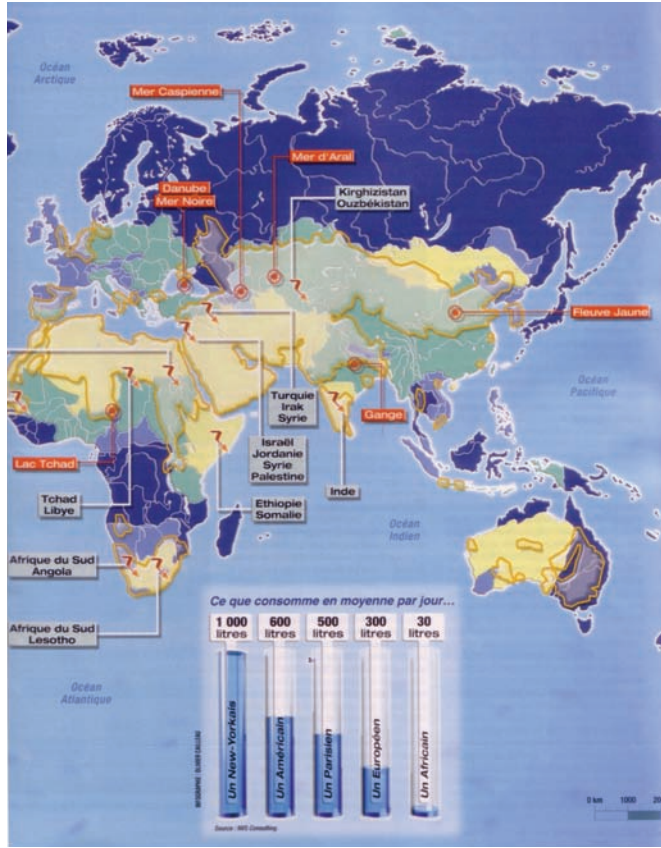 Océan
Arctique
Mer Caspienne
Mer d'Aral
Danube
Mer Noire
Kirghizistan
Ouzbékistan
Fleuve Jaune
Océan
Pacifique
Turquie
Irak
Syrie
Gange
Israël
Jordanie
Syrie
Palestine
Inde
Lac Tchad
Tchad
Libye
Ethiopie
Somalie
Océan
Indien
Afrique du Sud
Angola
Afrique du Sud
Lesotho
Ce que consomme en moyenne par jour...
1 000
litres
600
litres
500
litres
300
litres
30
litres
Océan
Atlantique
Un New-Yorkais
Un Américain
Un Parisien
Un Européen
Un Africain
0 km 1000